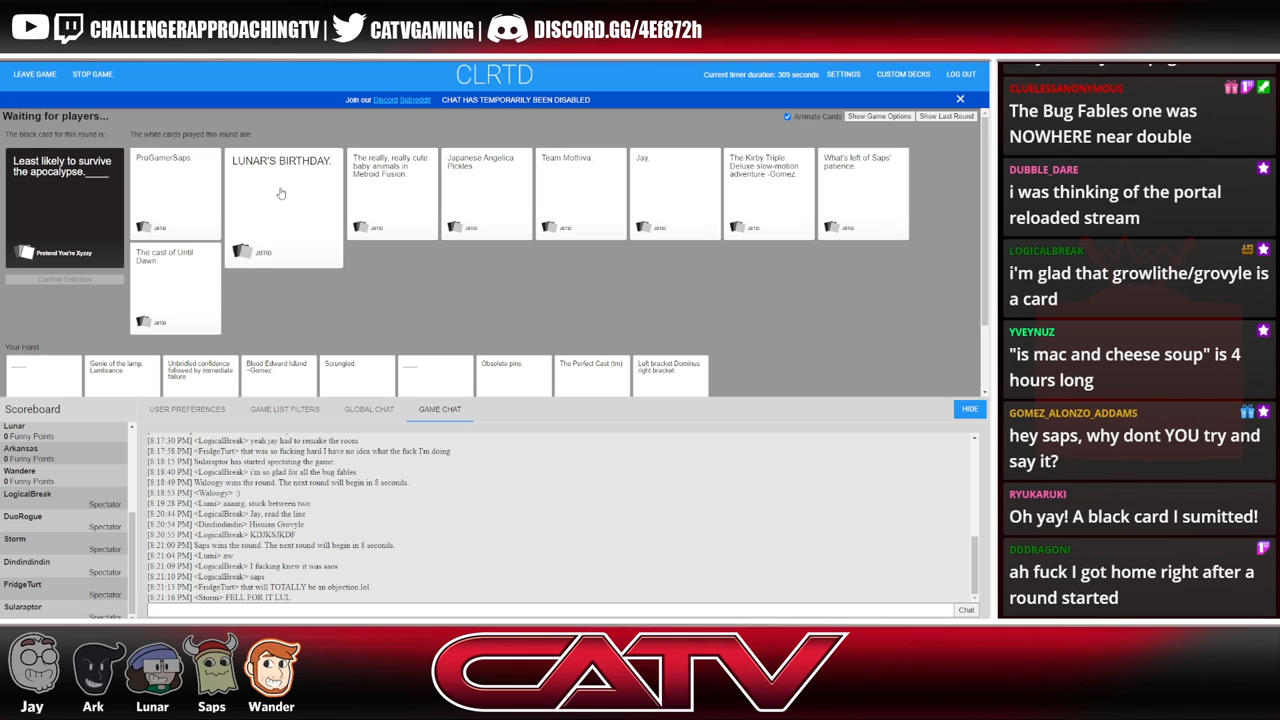 CHALLENGERAPPROACHINGTV | CATVGAMING | DISCORD.GG/4Ef872h
LEAVE GAME
STOP GAME
CLRTD
Current timer duration: 309 seconds
SETTINGS
CUSTOM DECKS
LOG OUT
Join our Discord Subreddit
CHAT HAS TEMPORARILY BEEN DISABLED
Waiting for players...
Animate Cards
Show Game Options
Show Last Round
The black card for this round is:
The white cards played this round are:
Least likely to survive
the apocalypse.____
Pretend You're Xyzzy
Confirm Selection
ProGamerSaps.
JBTID
LUNAR'S BIRTHDAY.
JBTID
The really, really cute
baby animals in
Metroid Fusion.
JBTID
Japanese Angelica
Pickles.
JBTID
Team Mothiva.
JBTID
Jay.
JBTID
The Kirby Triple
Deluxe slow-motion
adventure -Gomez.
JBTID
What's left of Saps'
patience.
JBTID
The cast of Until
Dawn.
JBTID
Your Hand
____
Genie of the lamp,
Lambrance.
Unbridled confidence
followed by immediate
failure.
Blood Edward Island
~Gomez.
Scrungled.
____
Obsolete pins.
The Perfect Cast (tm)
Left bracket Dominus
right bracket.
Scoreboard
USER PREFERENCES
GAME LIST FILTERS
GLOBAL CHAT
GAME CHAT
HIDE
Lunar
0 Funny Points
Arkansas
0 Funny Points
Wandere
0 Funny Points
LogicalBreak
Spectator
DuoRogue
Spectator
Storm
Spectator
Dindindindin
Spectator
FridgeTurt
Spectator
Sularaptor
Spectator
[8:17:30 PM] <LogicalBreak> yeah jay had to remake the room
[8:17:58 PM] <FridgeTurt> that was so fucking hard I have no idea what the fuck I'm doing
[8:18:15 PM] Sularaptor has started spectating the game.
[8:18:40 PM] <LogicalBreak> i'm so glad for all the bug fables
[8:18:49 PM] Waloogy wins the round. The next round will begin in 8 seconds.
[8:18:53 PM] <Waloogy> :)
[8:19:28 PM] <Lumi> aaaarg, stuck between two
[8:20:44 PM] <LogicalBreak> Jay, read the line
[8:20:54 PM] <Dindindindin> Hisuian Grovyle
[8:20:55 PM] <LogicalBreak> KDJKSJKDF
[8:21:00 PM] Saps wins the round. The next round will begin in 8 seconds.
[8:21:04 PM] <Lumi> aw
[8:21:09 PM] <LogicalBreak> I fucking knew it was saos
[8:21:10 PM] <LogicalBreak> saps
[8:21:13 PM] <FridgeTurt> that will TOTALLY be an objection.lol
[8:21:16 PM] <Storm> FELL FOR IT LUL
Chat
CLUELESSANONYMOUS
The Bug Fables one was
NOWHERE near double
DUBBLE_DARE
i was thinking of the portal
reloaded stream
LOGICALBREAK
i'm glad that growlithe/grovyle is
a card
YVEYNUZ
"is mac and cheese soup" is 4
hours long
GOMEZ_ALONZO_ADDAMS
hey saps, why dont YOU try and
say it?
RYUKARUKI
Oh yay! A black card I sumitted!
DDDRAGONI
ah fuck I got home right after a
round started
Jay
Ark
Lunar
Saps
Wander
CATV